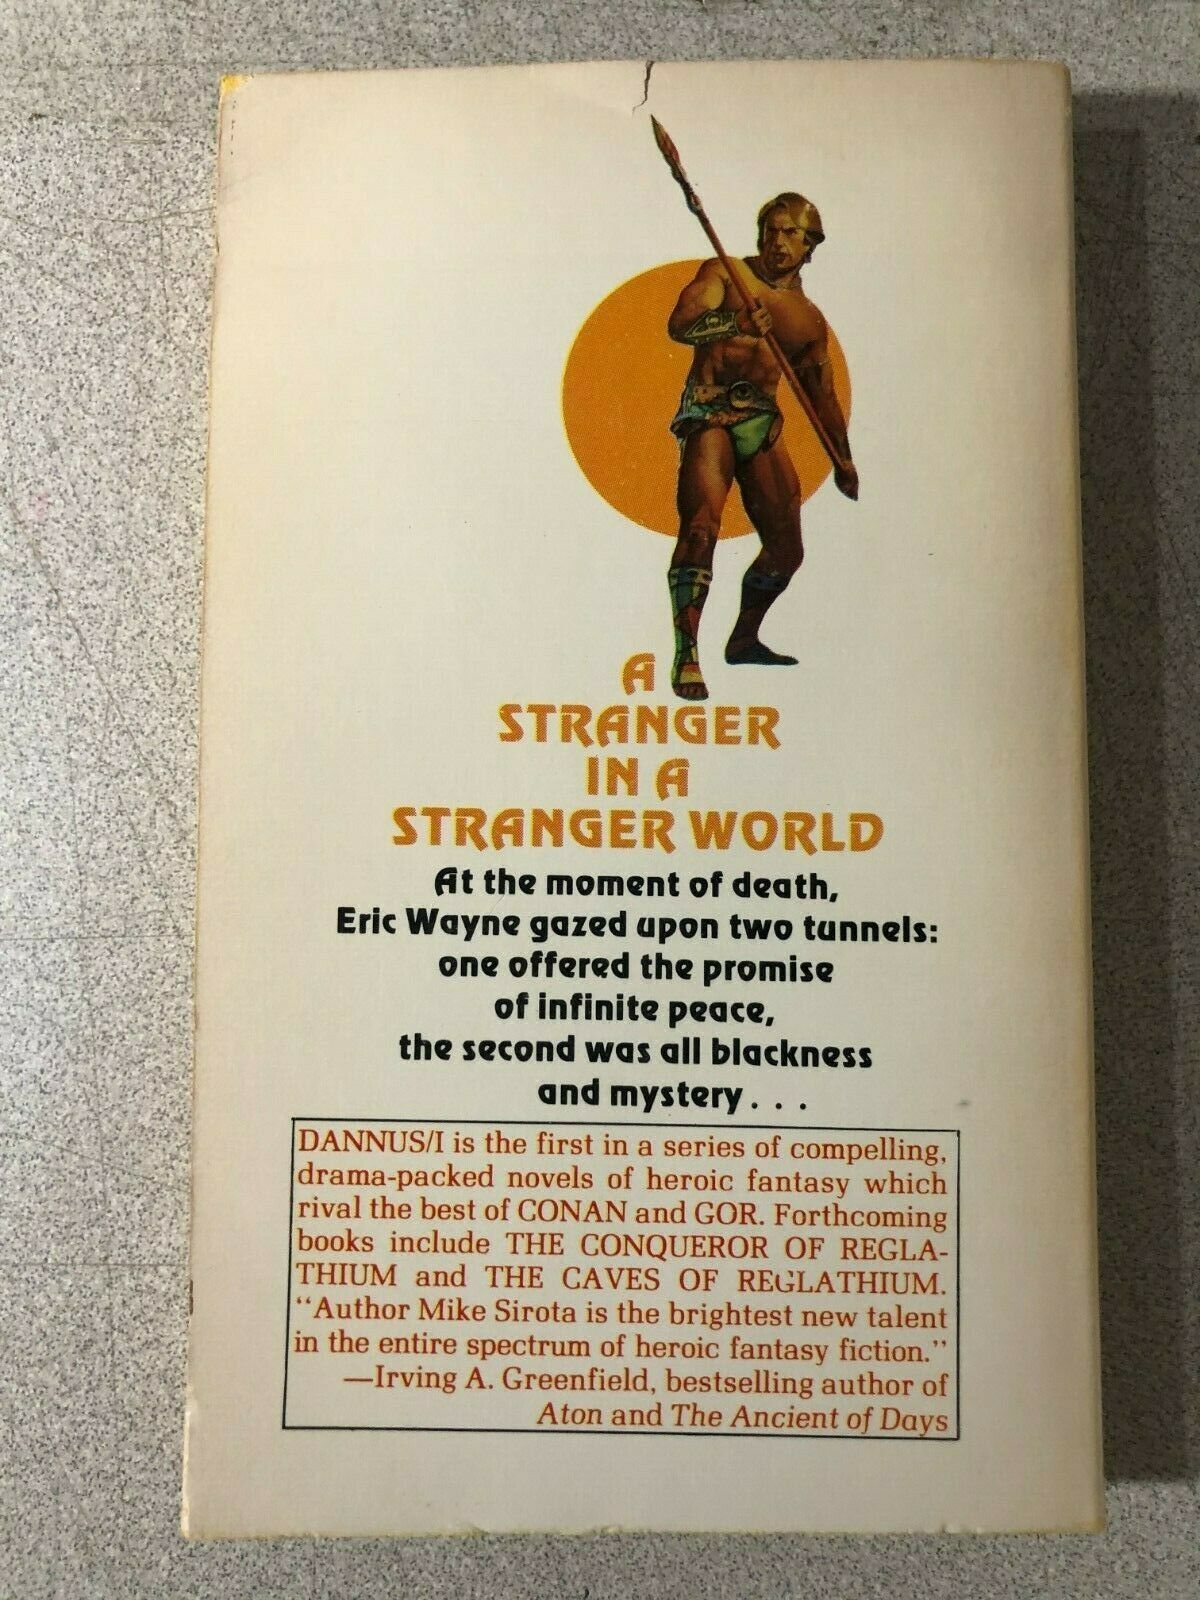 A
STRANGER
IN A
STRANGER WORLD
At the moment of death,
Eric Wayne gazed upon two tunnels:
one offered the promise
of infinite peace,
the second was all blackness
and mystery . . .
DANNUS/I is the first in a series of compelling,
drama-packed novels of heroic fantasy which
rival the best of CONAN and GOR. Forthcoming
books include THE CONQUEROR OF REGLA-
THIUM and THE CAVES OF REGLATHIUM.
"Author Mike Sirota is the brightest new talent
in the entire spectrum of heroic fantasy fiction."
—Irving A. Greenfield, bestselling author of
Aton and The Ancient of Days